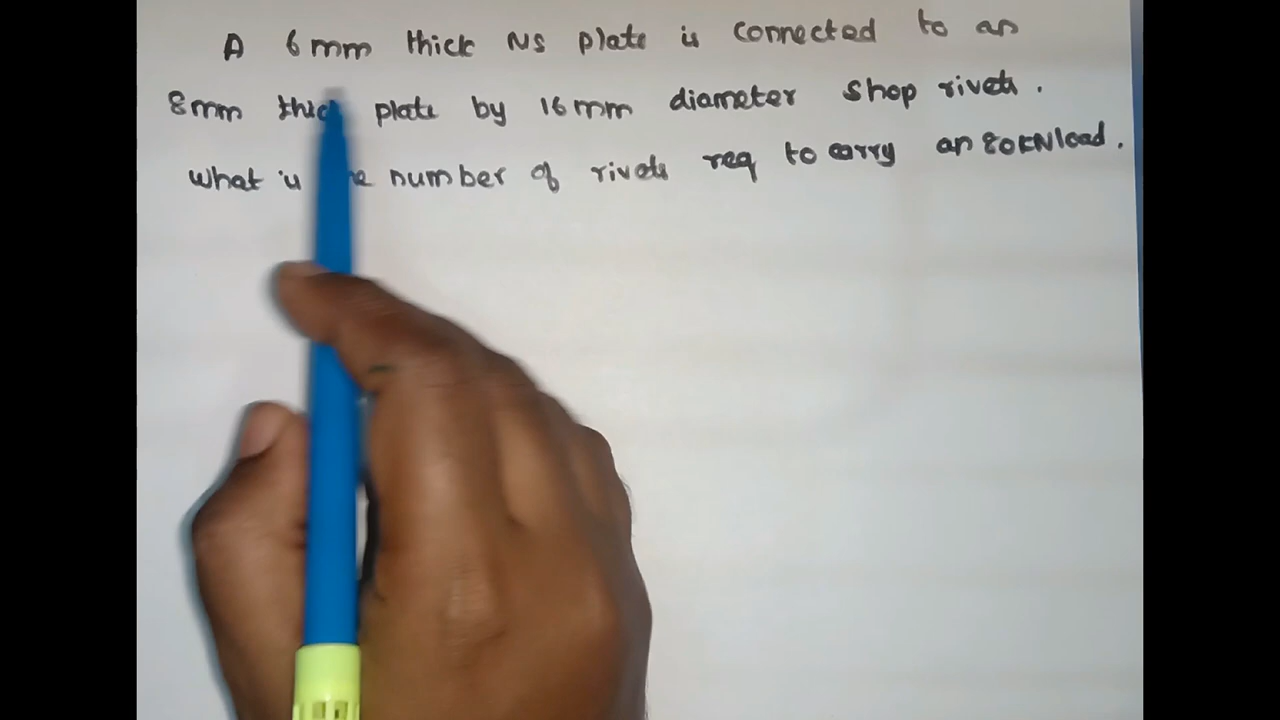 A 6mm thick MS plate is connected to an
8mm thick plate by 16mm diameter shop rivets.
what is number of rivets req to carry an 80kN load.